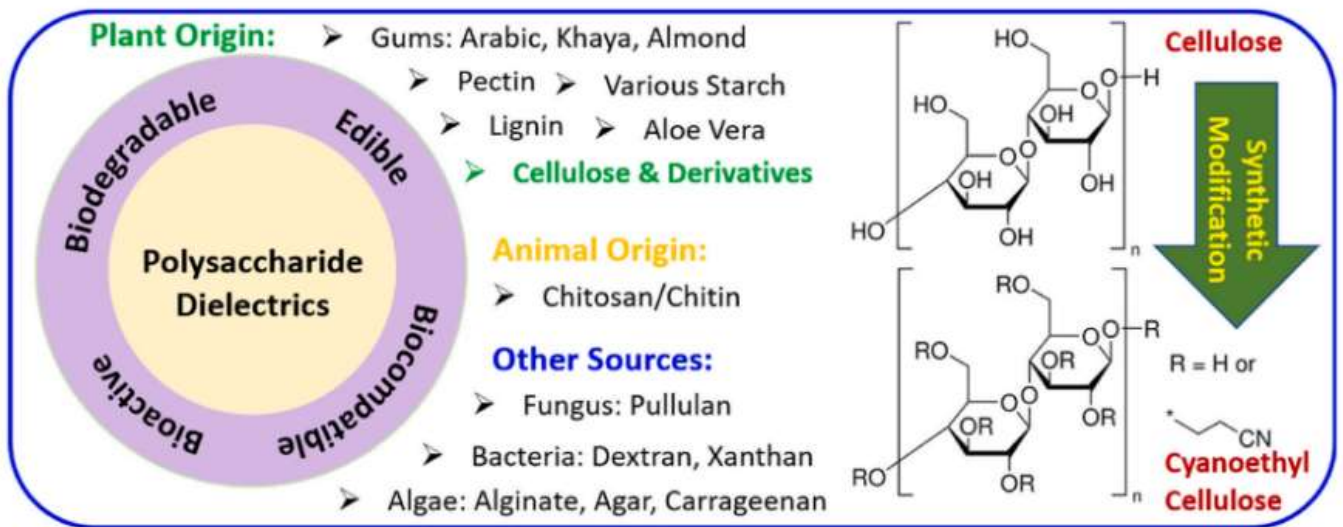 Plant Origin:
➢ Gums: Arabic, Khaya, Almond
➢ Pectin ➢ Various Starch
➢ Lignin ➢ Aloe Vera
➢ Cellulose & Derivatives
Animal Origin:
➢ Chitosan/Chitin
Other Sources:
➢ Fungus: Pullulan
➢ Bacteria: Dextran, Xanthan
➢ Algae: Alginate, Agar, Carrageenan
Biodegradable
Edible
Biocompatible
Bioactive
Polysaccharide
Dielectrics
Cellulose
HO
O H
O
HO
OH
O
O
OH
OH
O
OH
HO
OH
n
Synthetic
Modification
RO
O R
O
RO
OR
O
O
OR
OR
O
OR
RO
OR
n
R = H or
*
CN
Cyanoethyl
Cellulose